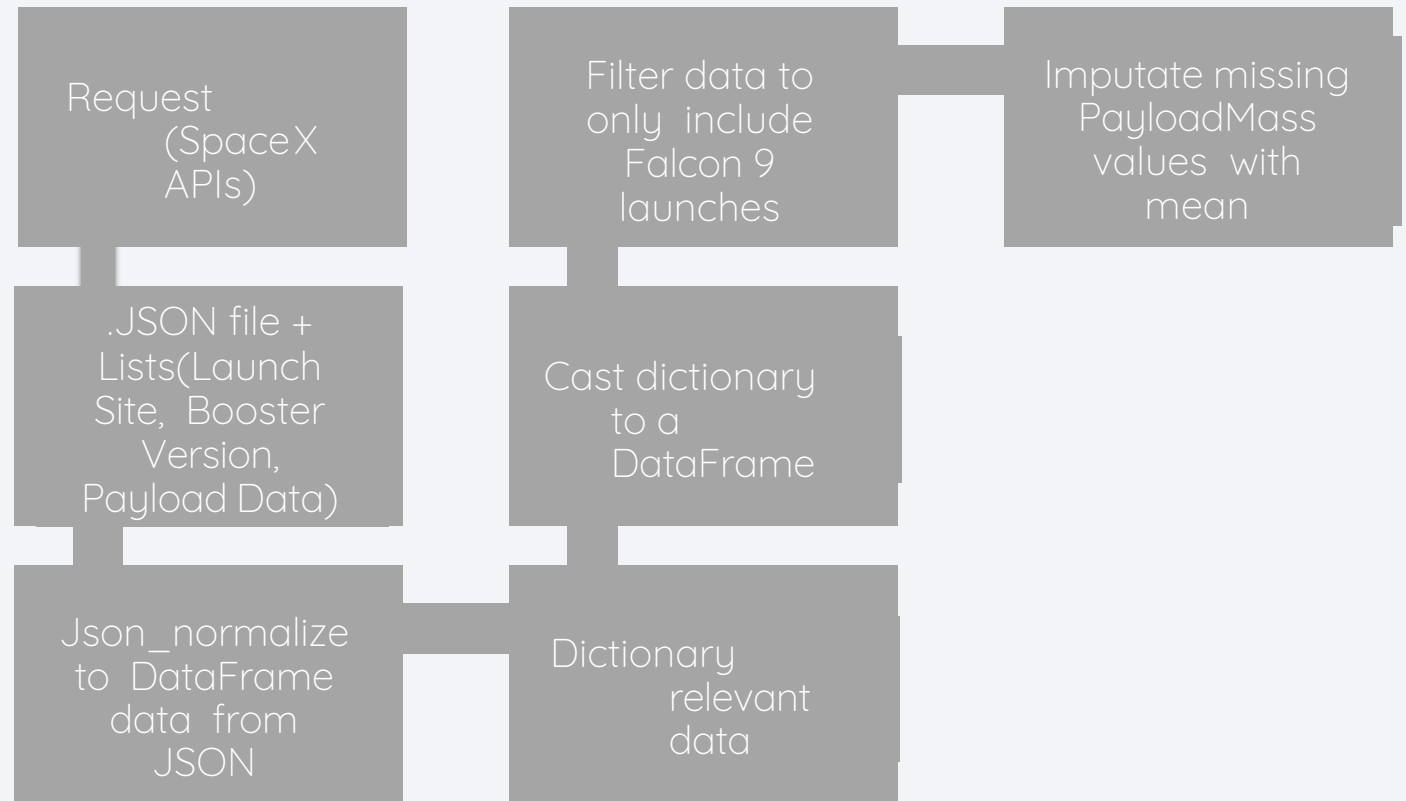 Request
(SpaceX
APIs)
.JSON file +
Lists(Launch
Site, Booster
Version,
Payload Data)
Json_normalize
to DataFrame
data from
JSON
Filter data to
only include
Falcon 9
launches
Cast dictionary
to a
DataFrame
Dictionary
relevant
data
Imputate missing
PayloadMass
values with
mean